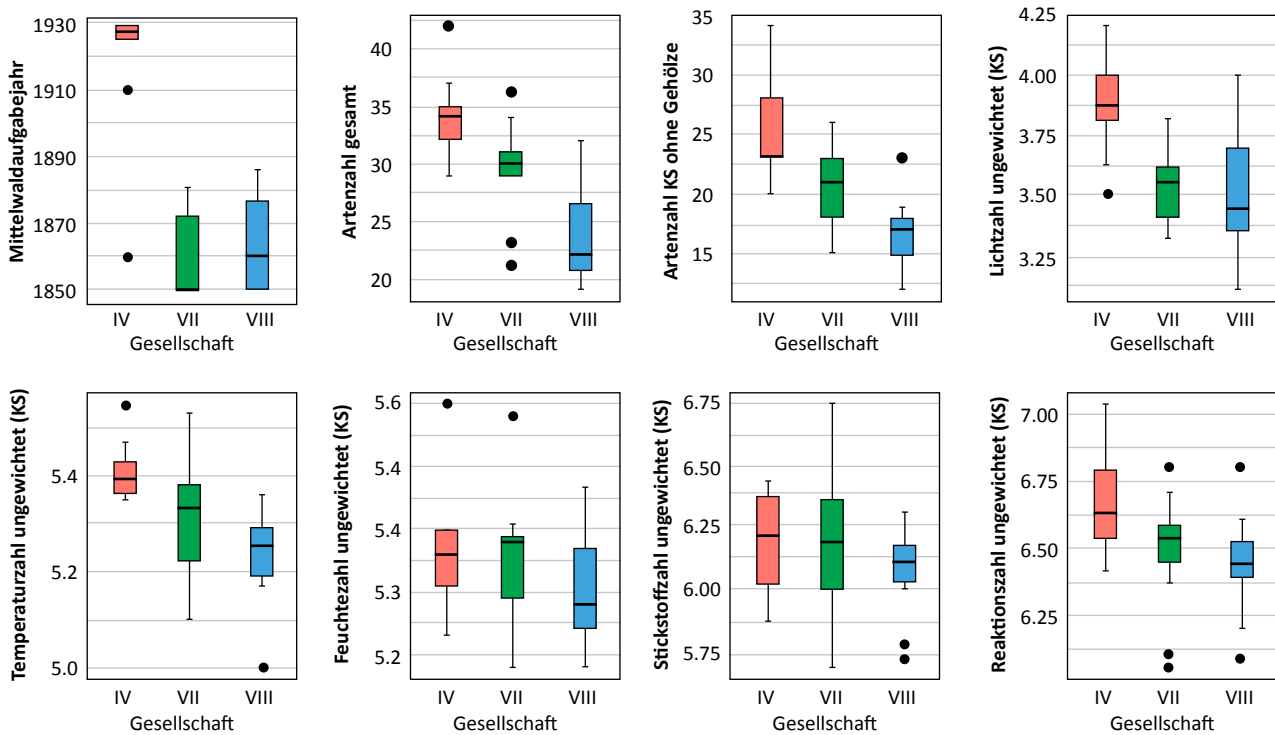 Mittelwaldaufgabejahr
1930
1910
1890
1870
1850
IV VII VIII
Gesellschaft
Artenzahl gesamt
40
35
30
25
20
IV VII VIII
Gesellschaft
Artenzahl KS ohne Gehölze
35
30
25
20
15
IV VII VIII
Gesellschaft
Lichtzahl ungewichtet (KS)
4.25
4.00
3.75
3.50
3.25
IV VII VIII
Gesellschaft
Temperaturzahl ungewichtet (KS)
5.4
5.2
5.0
IV VII VIII
Gesellschaft
Feuchtezahl ungewichtet (KS)
5.6
5.4
5.4
5.3
5.2
IV VII VIII
Gesellschaft
Stickstoffzahl ungewichtet (KS)
6.75
6.50
6.25
6.00
5.75
IV VII VIII
Gesellschaft
Reaktionszahl ungewichtet (KS)
7.00
6.75
6.50
6.25
IV VII VIII
Gesellschaft